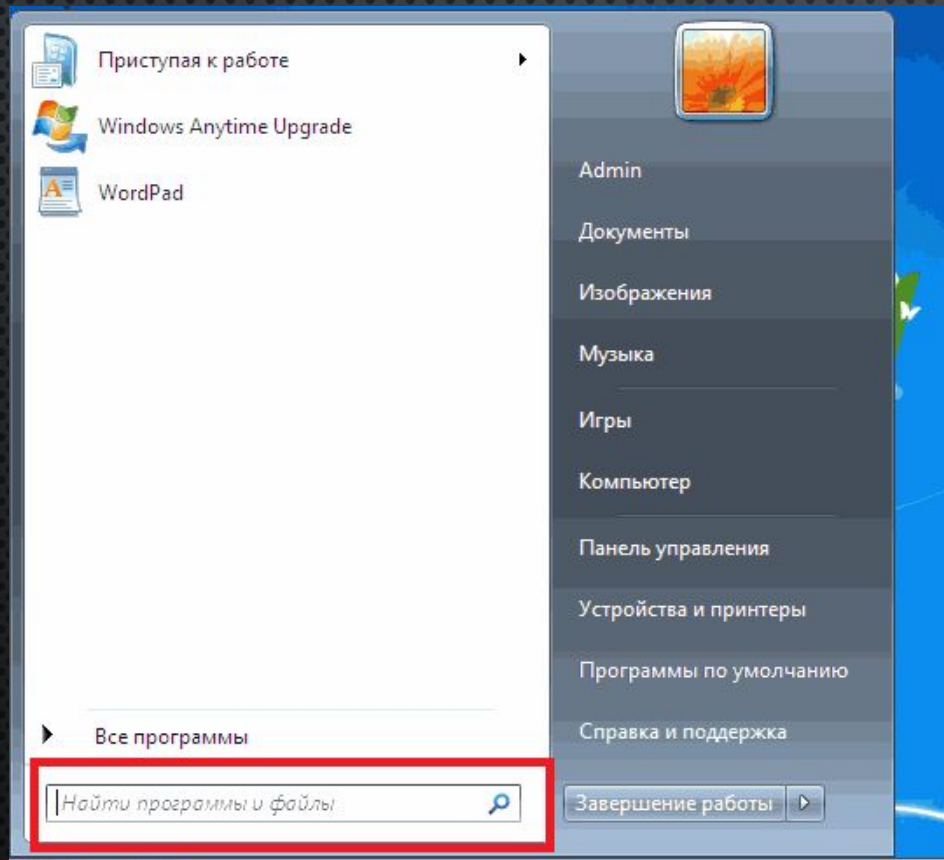 Приступая к работе
Windows Anytime Upgrade
WordPad
Все программы
Найти программы и файлы
Admin
Документы
Изображения
Музыка
Игры
Компьютер
Панель управления
Устройства и принтеры
Программы по умолчанию
Справка и поддержка
Завершение работы